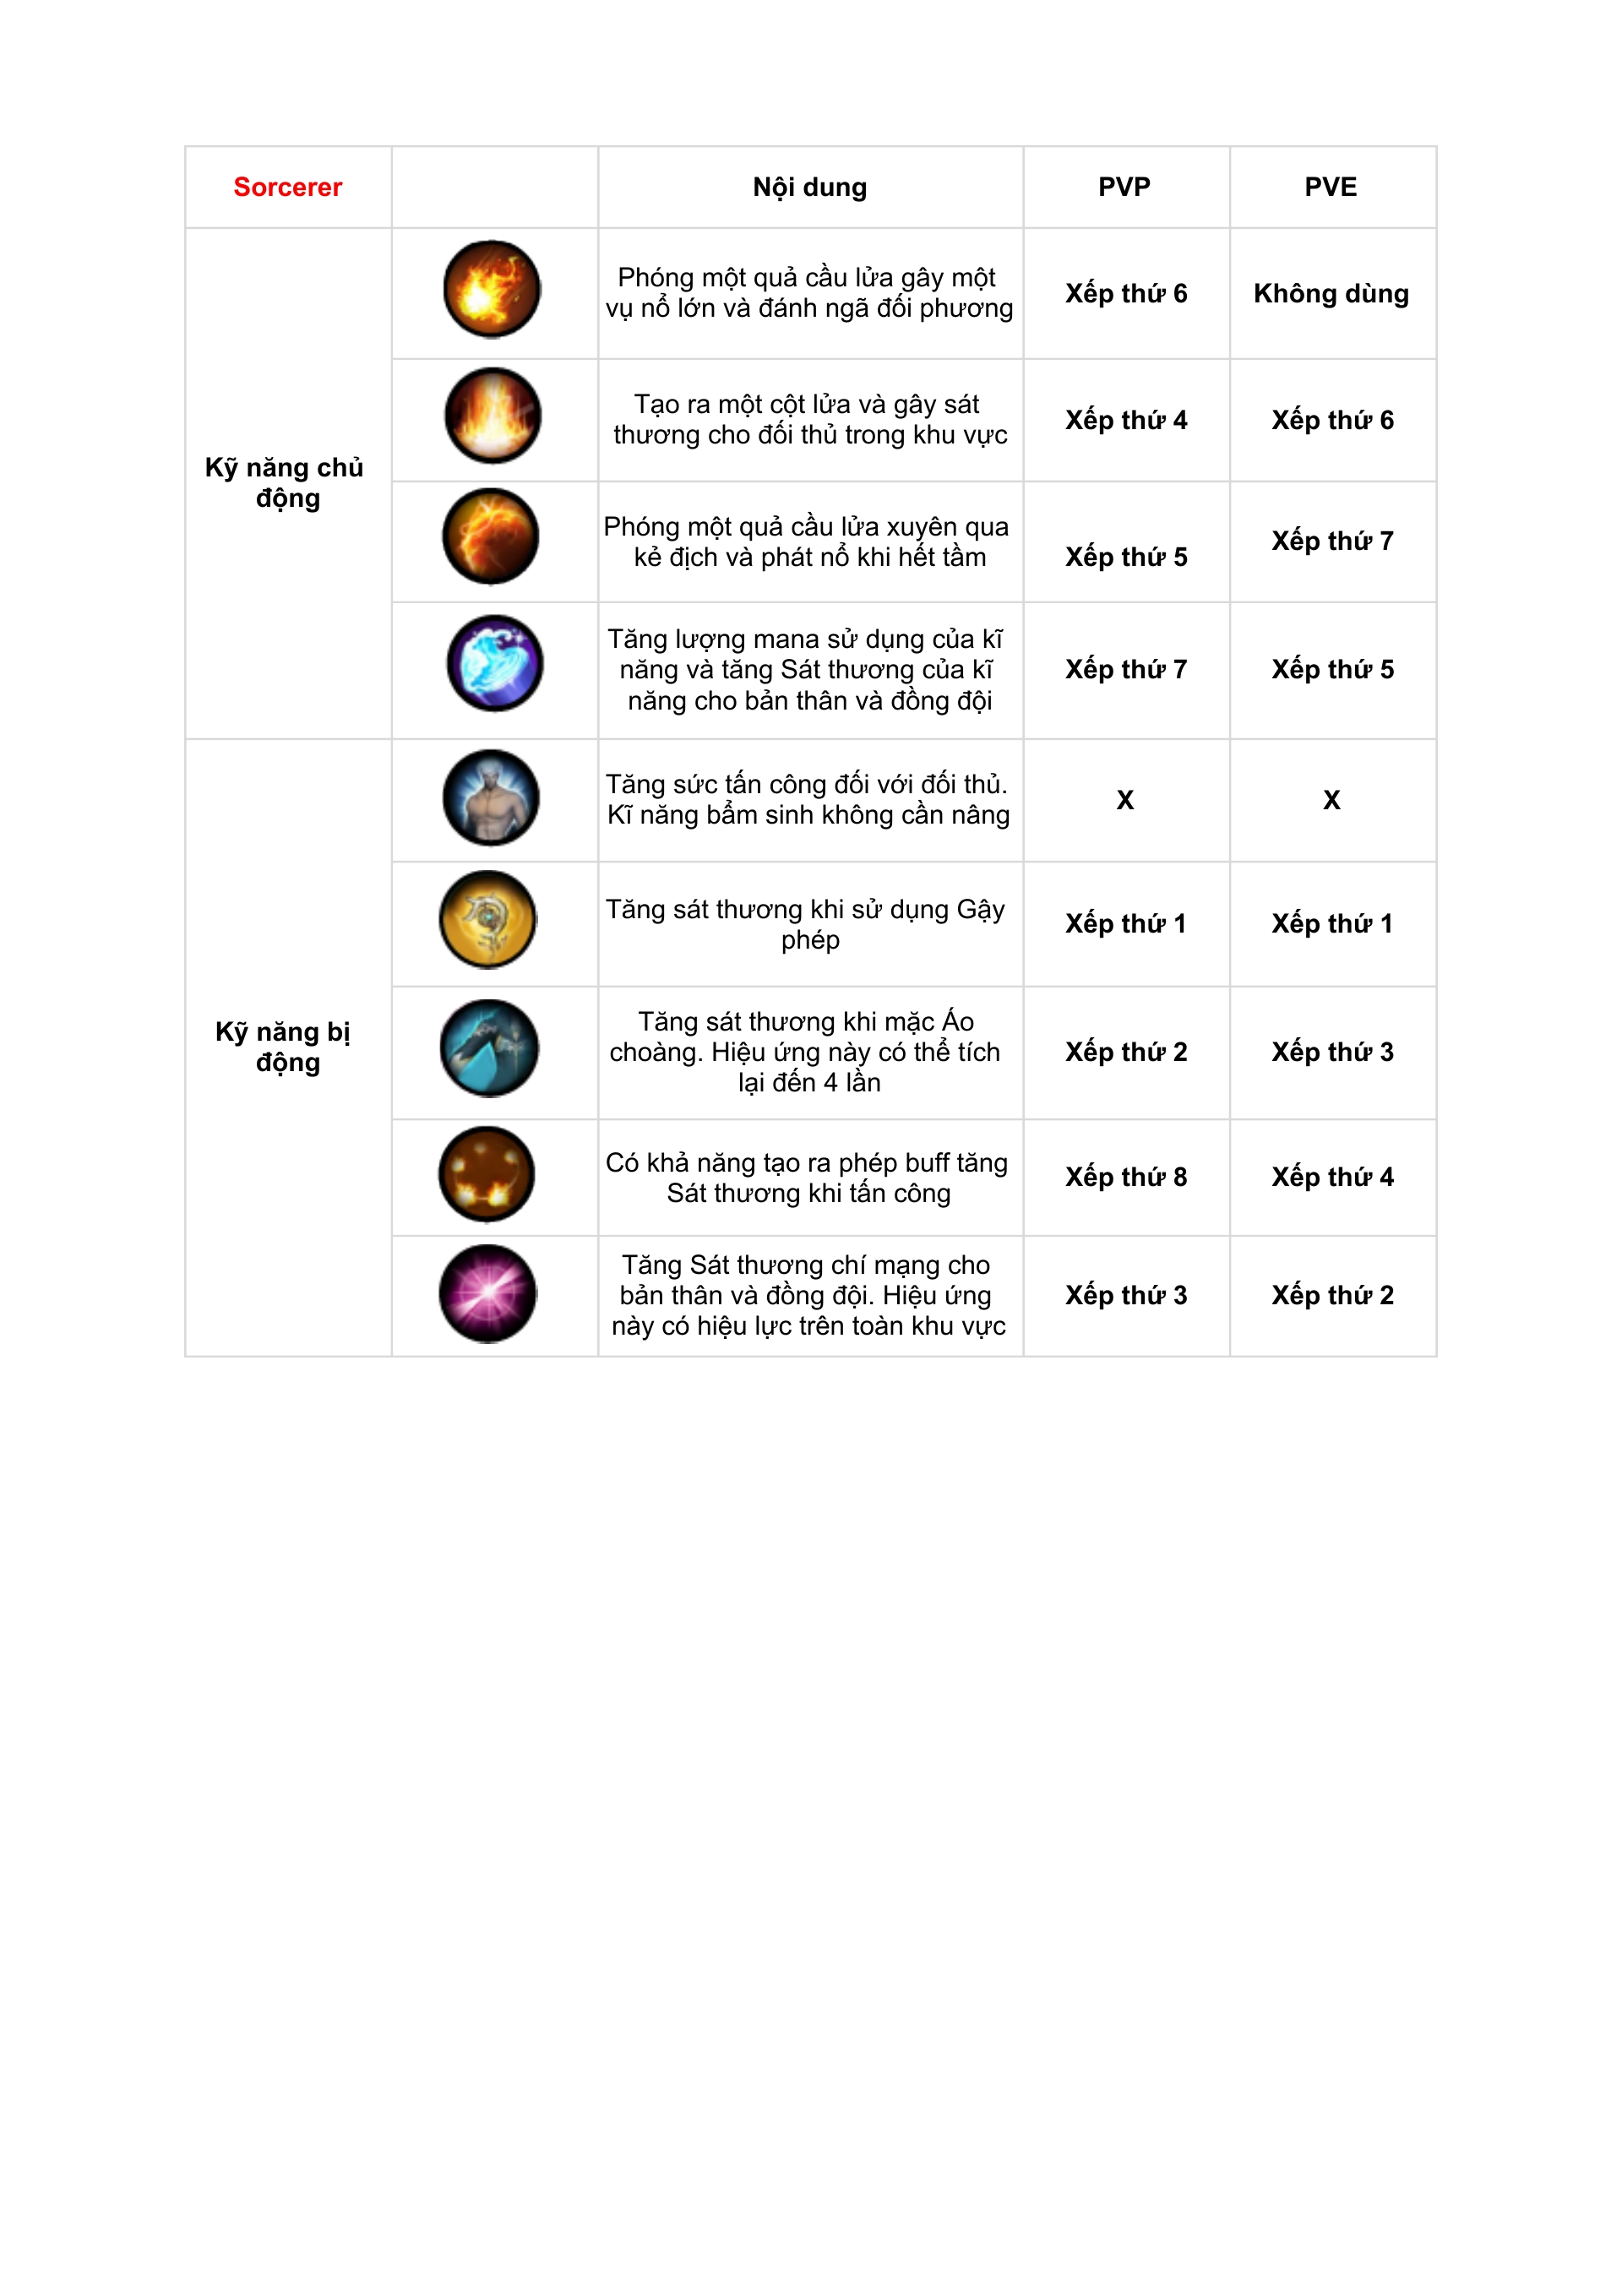 Sorcerer
Nội dung
PVP
PVE
Kỹ năng chủ
động
Phóng một quả cầu lửa gây một
vụ nổ lớn và đánh ngã đối phương
Xếp thứ 6
Không dùng
Tạo ra một cột lửa và gây sát
thương cho đối thủ trong khu vực
Xếp thứ 4
Xếp thứ 6
Phóng một quả cầu lửa xuyên qua
kẻ địch và phát nổ khi hết tầm
Xếp thứ 5
Xếp thứ 7
Tăng lượng mana sử dụng của kĩ
năng và tăng Sát thương của kĩ
năng cho bản thân và đồng đội
Xếp thứ 7
Xếp thứ 5
Kỹ năng bị
động
Tăng sức tấn công đối với đối thủ.
Kĩ năng bẩm sinh không cần nâng
X
X
Tăng sát thương khi sử dụng Gậy
phép
Xếp thứ 1
Xếp thứ 1
Tăng sát thương khi mặc Áo
choàng. Hiệu ứng này có thể tích
lại đến 4 lần
Xếp thứ 2
Xếp thứ 3
Có khả năng tạo ra phép buff tăng
Sát thương khi tấn công
Xếp thứ 8
Xếp thứ 4
Tăng Sát thương chí mạng cho
bản thân và đồng đội. Hiệu ứng
này có hiệu lực trên toàn khu vực
Xếp thứ 3
Xếp thứ 2